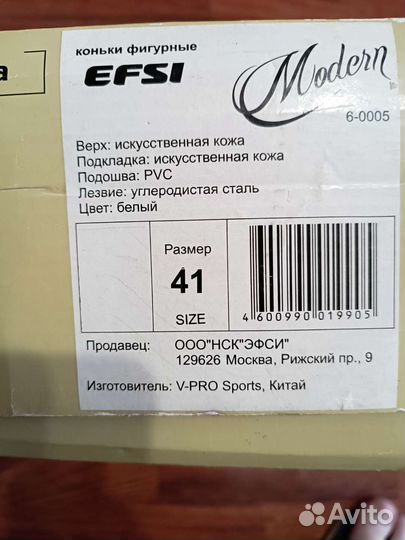 а
коньки фигурные
EFSI
Modern
6-0005
Верх: искусственная кожа
Подкладка: искусственная кожа
Подошва: PVC
Лезвие: углеродистая сталь
Цвет: белый
Размер
41
SIZE
4 600990 019905
Продавец: ООО"НСК"ЭФСИ"
129626 Москва, Рижский пр., 9
Изготовитель: V-PRO Sports, Китай
Avito